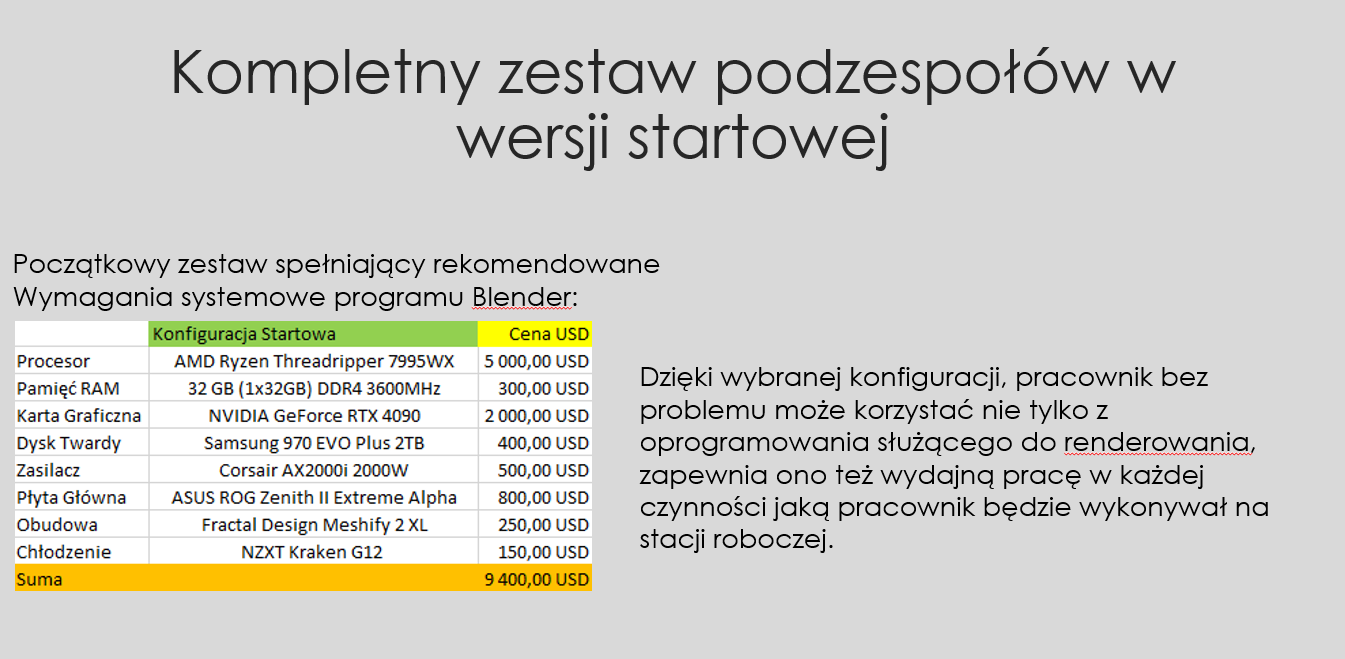 Kompletny zestaw podzespołów w
wersji startowej
Początkowy zestaw spełniający rekomendowane
Wymagania systemowe programu Blender:
Konfiguracja Startowa Cena USD
Procesor AMD Ryzen Threadripper 7995WX 5 000,00 USD
Pamięć RAM 32 GB (1x32GB) DDR4 3600MHz 300,00 USD
Karta Graficzna NVIDIA GeForce RTX 4090 2 000,00 USD
Dysk Twardy Samsung 970 EVO Plus 2TB 400,00 USD
Zasilacz Corsair AX2000i 2000W 500,00 USD
Płyta Główna ASUS ROG Zenith II Extreme Alpha 800,00 USD
Obudowa Fractal Design Meshify 2 XL 250,00 USD
Chłodzenie NZXT Kraken G12 150,00 USD
Suma 9 400,00 USD
Dzięki wybranej konfiguracji, pracownik bez
problemu może korzystać nie tylko z
oprogramowania służącego do renderowania,
zapewnia ono też wydajną pracę w każdej
czynności jaką pracownik będzie wykonywał na
stacji roboczej.